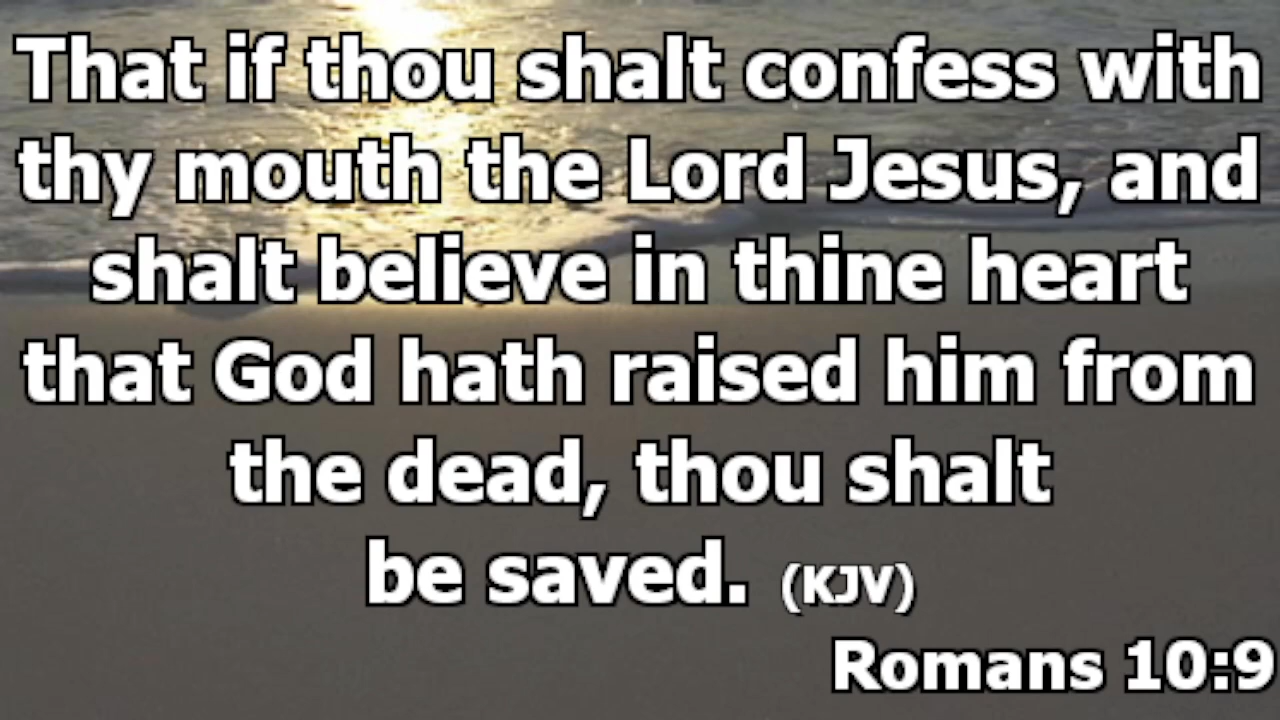 That if thou shalt confess with
thy mouth the Lord Jesus, and
shalt believe in thine heart
that God hath raised him from
the dead, thou shalt
be saved. (KJV)
Romans 10:9